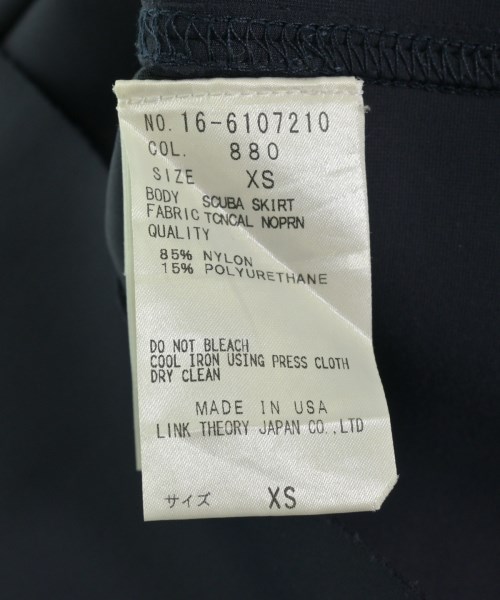 NO. 16-6107210
COL. 880
SIZE XS
BODY SCUBA SKIRT
FABRIC TCNCAL NOPRN
QUALITY
85% NYLON
15% POLYURETHANE
DO NOT BLEACH
COOL IRON USING PRESS CLOTH
DRY CLEAN
MADE IN USA
LINK THEORY JAPAN CO.,LTD
サイズ XS